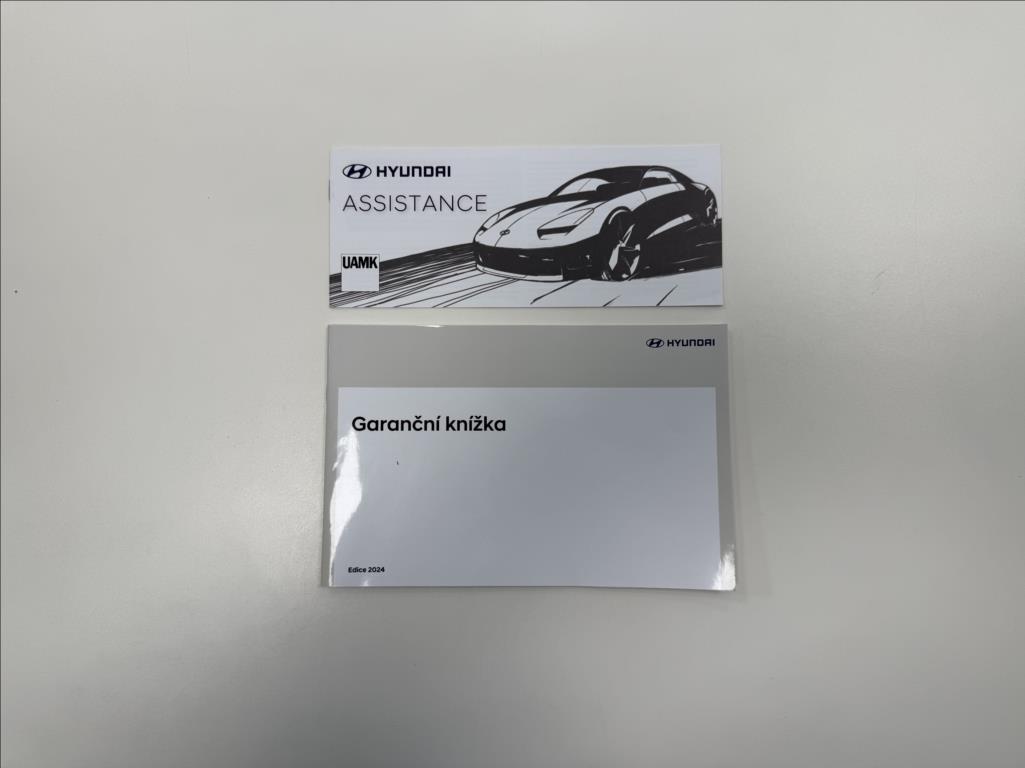 HYUNDAI
ASSISTANCE
UAMK
HYUNDAI
Garanční knížka
Edice 2024